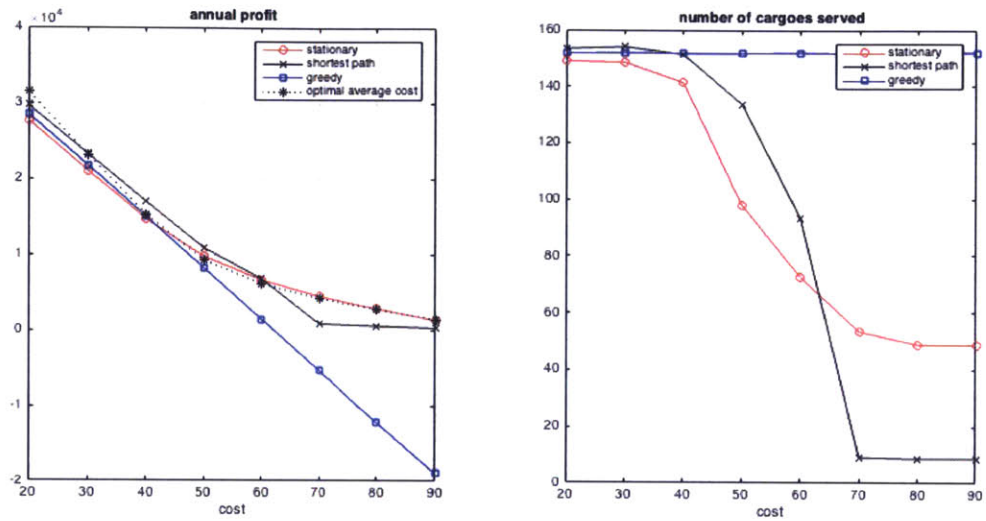 annual profit
× 10⁴
4
3
2
1
0
-1
-2
20 30 40 50 60 70 80 90
cost
stationary
shortest path
greedy
optimal average cost
number of cargoes served
160
140
120
100
80
60
40
20
0
20 30 40 50 60 70 80 90
cost
stationary
shortest path
greedy